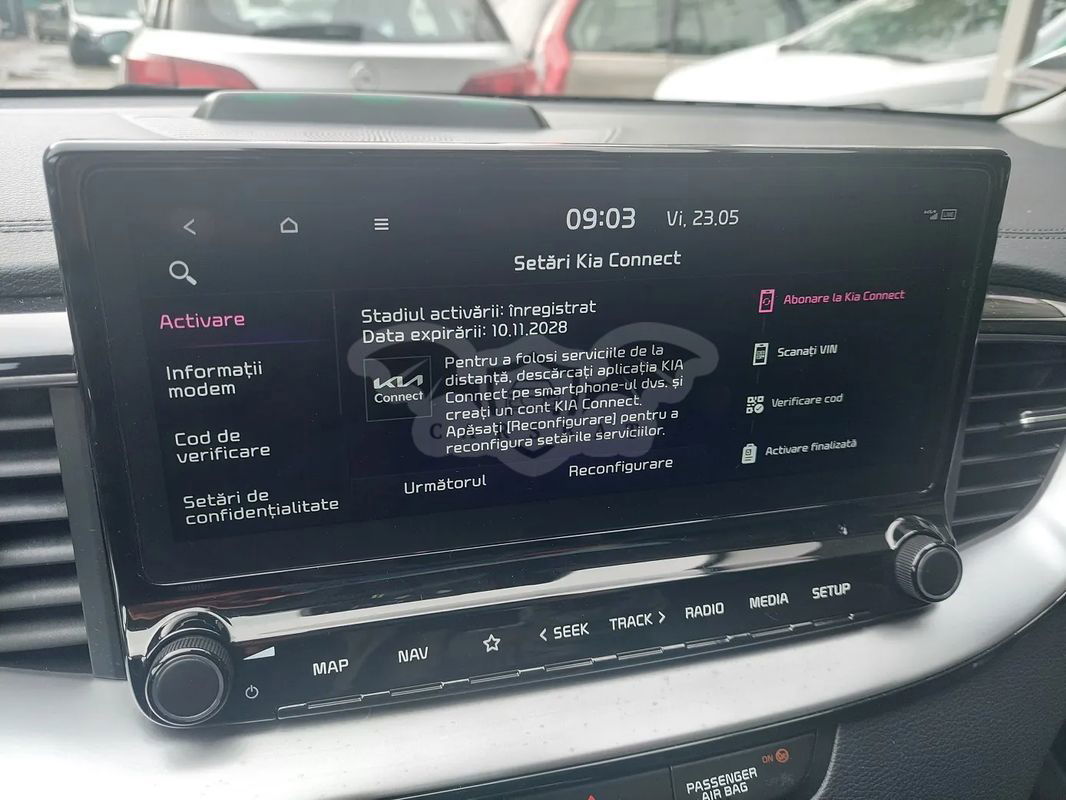 09:03 Vi, 23.05
LIVE
Setări Kia Connect
Activare
Informații
modem
Cod de
verificare
Setări de
confidențialitate
Stadiul activării: înregistrat
Data expirării: 10.11.2028
KIA
Connect
Pentru a folosi serviciile de la
distanță, descărcați aplicația KIA
Connect pe smartphone-ul dvs. și
creați un cont KIA Connect.
Apăsați [Reconfigurare] pentru a
reconfigura setările serviciilor.
Următorul
Reconfigurare
Abonare la Kia Connect
Scanați VIN
Verificare cod
Activare finalizată
MAP
NAV
< SEEK
TRACK >
RADIO
MEDIA
SETUP
ON
PASSENGER
AIR BAG